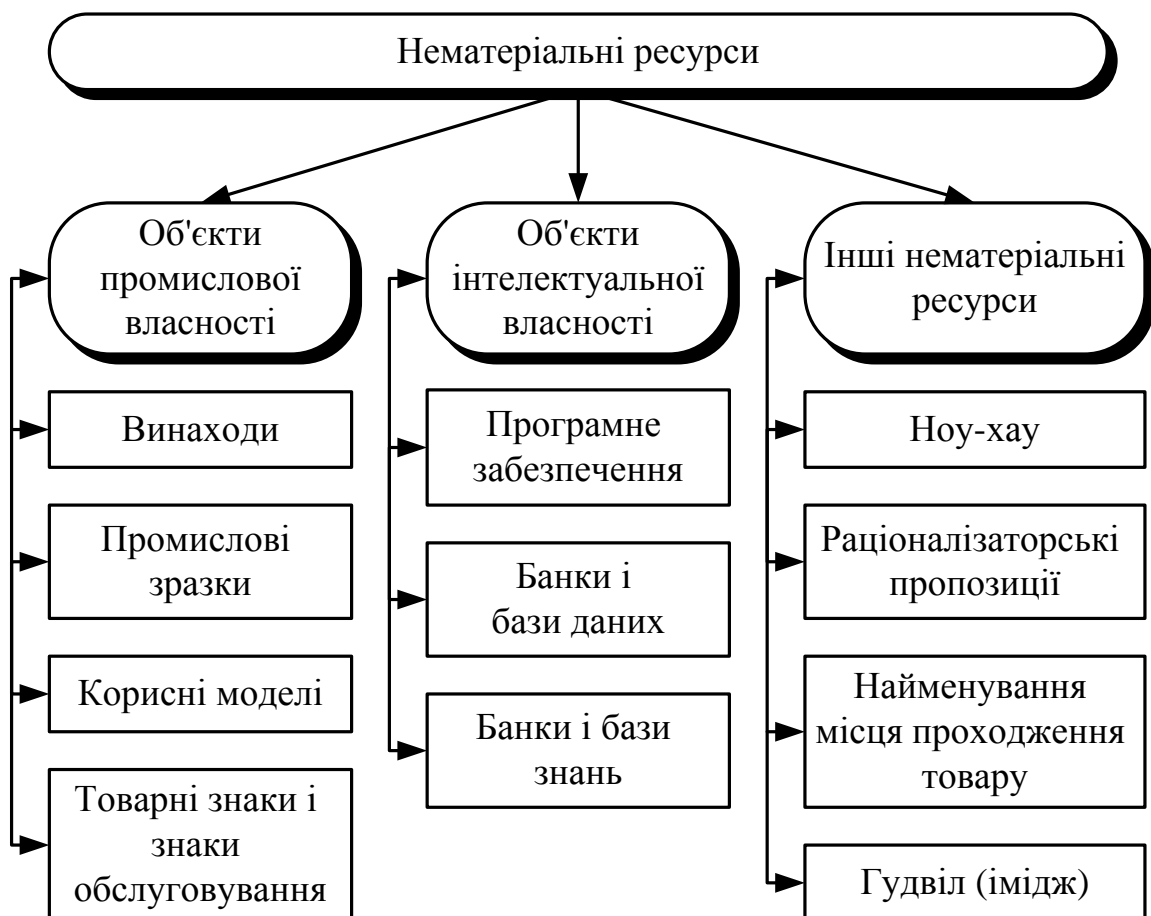 Нематеріальні ресурси
Об'єкти
промислової
власності
Винаходи
Промислові
зразки
Корисні моделі
Товарні знаки і
знаки
обслуговування
Об'єкти
інтелектуальної
власності
Програмне
забезпечення
Банки і
бази даних
Банки і бази
знань
Інші нематеріальні
ресурси
Ноу-хау
Раціоналізаторські
пропозиції
Найменування
місця проходження
товару
Гудвіл (імідж)